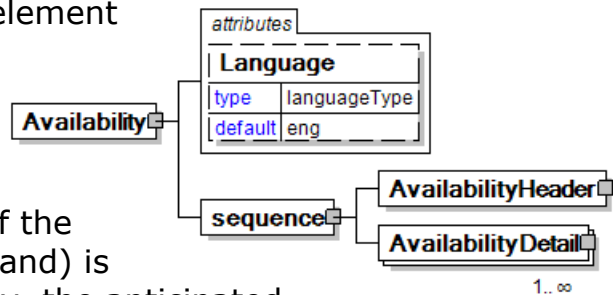 element
attributes
Language
type languageType
default eng
Availability
sequence
AvailabilityHeader
AvailabilityDetail
1..∞
f the
and) is
the anticipated